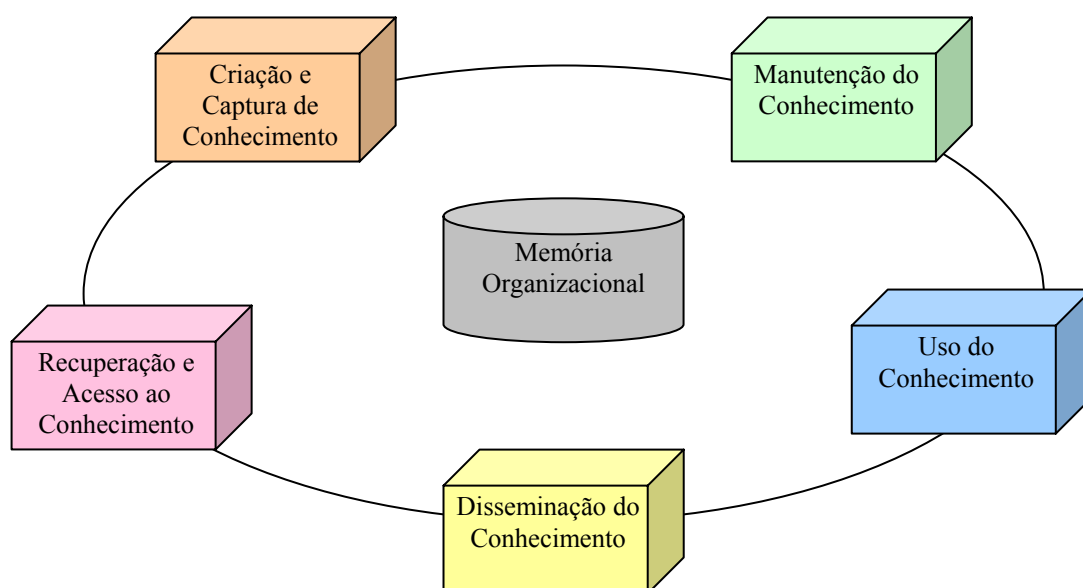 Criação e
Captura de
Conhecimento
Manutenção do
Conhecimento
Memória
Organizacional
Recuperação e
Acesso ao
Conhecimento
Uso do
Conhecimento
Disseminação do
Conhecimento